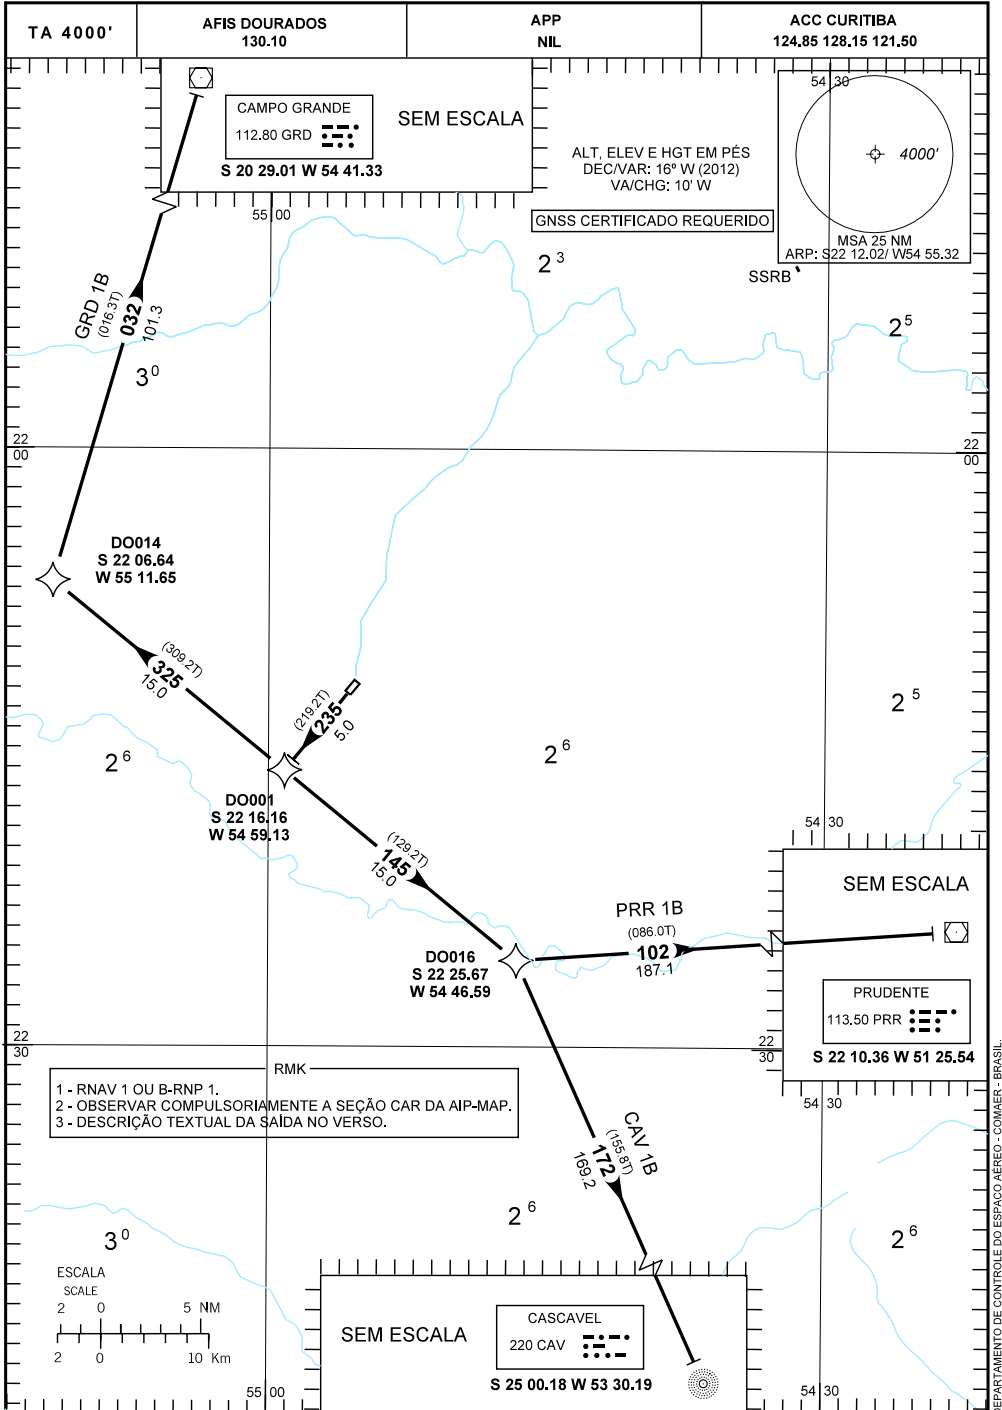 TA 4000'
AFIS DOURADOS
130.10
APP
NIL
ACC CURITIBA
124.85 128.15 121.50
CAMPO GRANDE
112.80 GRD
S 20 29.01 W 54 41.33
SEM ESCALA
ALT, ELEV E HGT EM PÉS
DEC/VAR: 16º W (2012)
VA/CHG: 10' W
GNSS CERTIFICADO REQUERIDO
54 30
4000'
MSA 25 NM
ARP: S22 12.02/ W54 55.32
SSRB
55 00
2 3
2 5
GRD 1B
(016.3T)
032
101.3
3 0
22
00
22
00
DO014
S 22 06.64
W 55 11.65
(309.2T)
325
15.0
(219.2T)
235
5.0
2 5
2 6
2 6
DO001
S 22 16.16
W 54 59.13
54 30
(129.2T)
145
15.0
SEM ESCALA
PRR 1B
(086.0T)
102
187.1
DO016
S 22 25.67
W 54 46.59
PRUDENTE
113.50 PRR
S 22 10.36 W 51 25.54
22
30
22
30
RMK
1 - RNAV 1 OU B-RNP 1.
2 - OBSERVAR COMPULSORIAMENTE A SEÇÃO CAR DA AIP-MAP.
3 - DESCRIÇÃO TEXTUAL DA SAÍDA NO VERSO.
54 30
CAV 1B
(155.8T)
172
169.2
2 6
3 0
2 6
ESCALA
SCALE
2 0 5 NM
2 0 10 Km
SEM ESCALA
CASCAVEL
220 CAV
S 25 00.18 W 53 30.19
55 00
54 30
DEPARTAMENTO DE CONTROLE DO ESPAÇO AÉREO - COMAER - BRASIL.